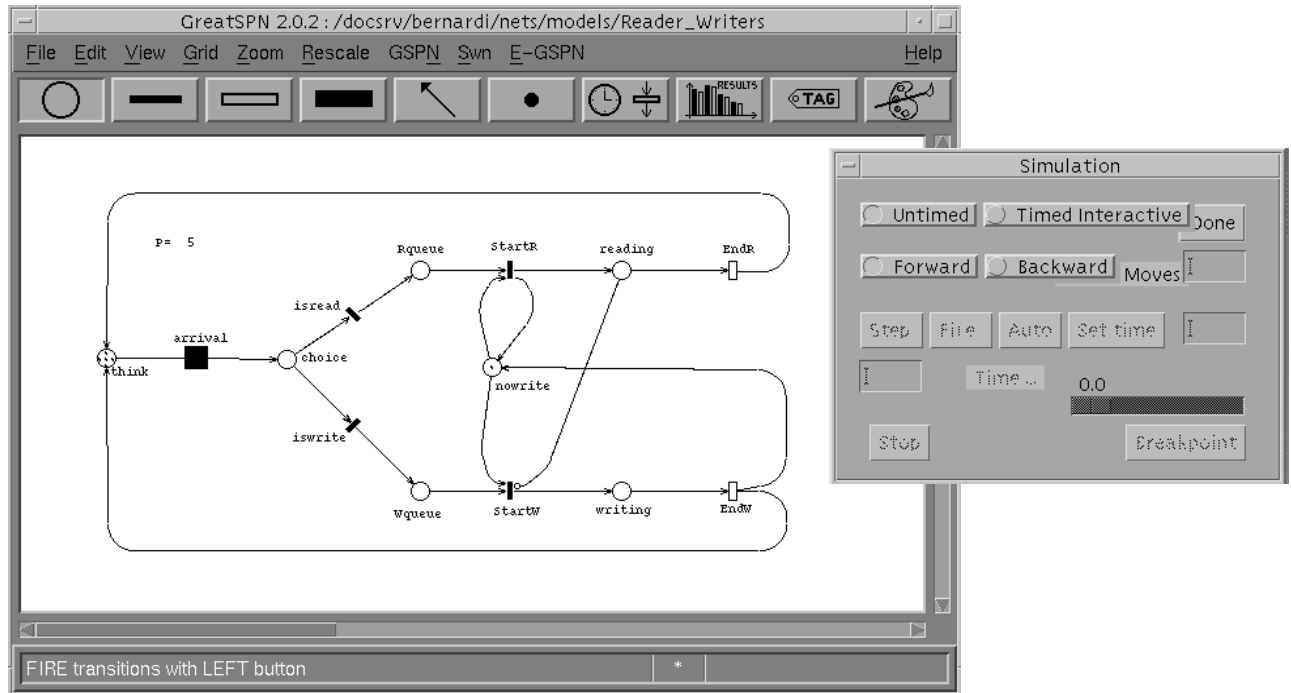 GreatSPN 2.0.2 : /docsrv/bernardi/nets/models/Reader_Writers
File Edit View Grid Zoom Rescale GSPN Swn E-GSPN Help
RESULTS
TAG
P= 5
Rqueue StartR reading EndR
isread
arrival
think choice
nowrite
iswrite
Wqueue StartW writing EndW
FIRE transitions with LEFT button *
Simulation
Untimed Timed Interactive Done
Forward Backward Moves
Step Fire Auto Set time
Time ... 0.0
Stop Breakpoint